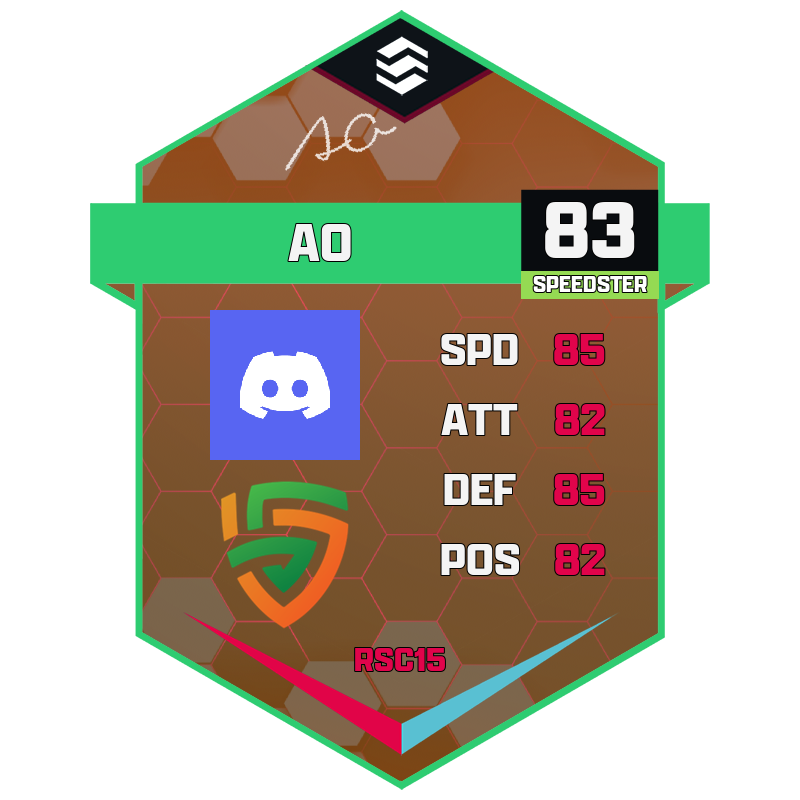 ao
AO
83
SPEEDSTER
SPD 85
ATT 82
DEF 85
POS 82
RSC15